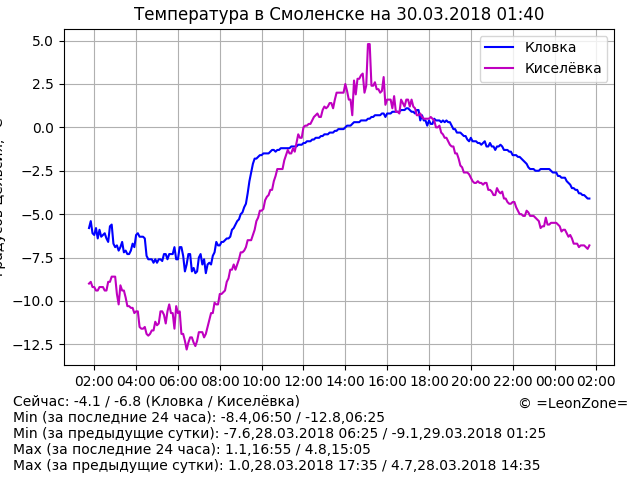 Температура в Смоленске на 30.03.2018 01:40
Кловка
Киселёвка
5.0
2.5
0.0
−2.5
−5.0
−7.5
−10.0
−12.5
02:00 04:00 06:00 08:00 10:00 12:00 14:00 16:00 18:00 20:00 22:00 00:00 02:00
Сейчас: -4.1 / -6.8 (Кловка / Киселёвка)
© =LeonZone=
Min (за последние 24 часа): -8.4,06:50 / -12.8,06:25
Min (за предыдущие сутки): -7.6,28.03.2018 06:25 / -9.1,29.03.2018 01:25
Max (за последние 24 часа): 1.1,16:55 / 4.8,15:05
Max (за предыдущие сутки): 1.0,28.03.2018 17:35 / 4.7,28.03.2018 14:35